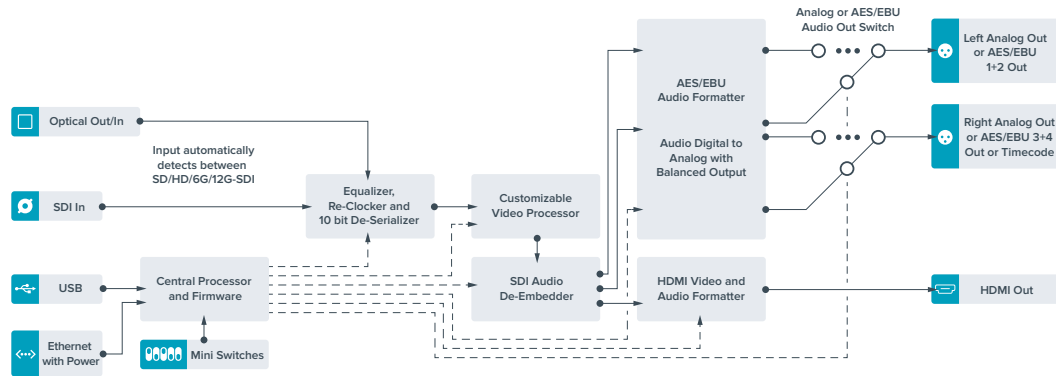 Analog or AES/EBU
Audio Out Switch
Left Analog Out
or AES/EBU
1+2 Out
AES/EBU
Audio Formatter
Optical Out/In
Right Analog Out
or AES/EBU 3+4
Out or Timecode
Audio Digital to
Analog with
Balanced Output
Input automatically
detects between
SD/HD/6G/12G-SDI
SDI In
Equalizer,
Re-Clocker and
10 bit De-Serializer
Customizable
Video Processor
USB
Central Processor
and Firmware
SDI Audio
De-Embedder
HDMI Video and
Audio Formatter
HDMI Out
Ethernet
with Power
Mini Switches